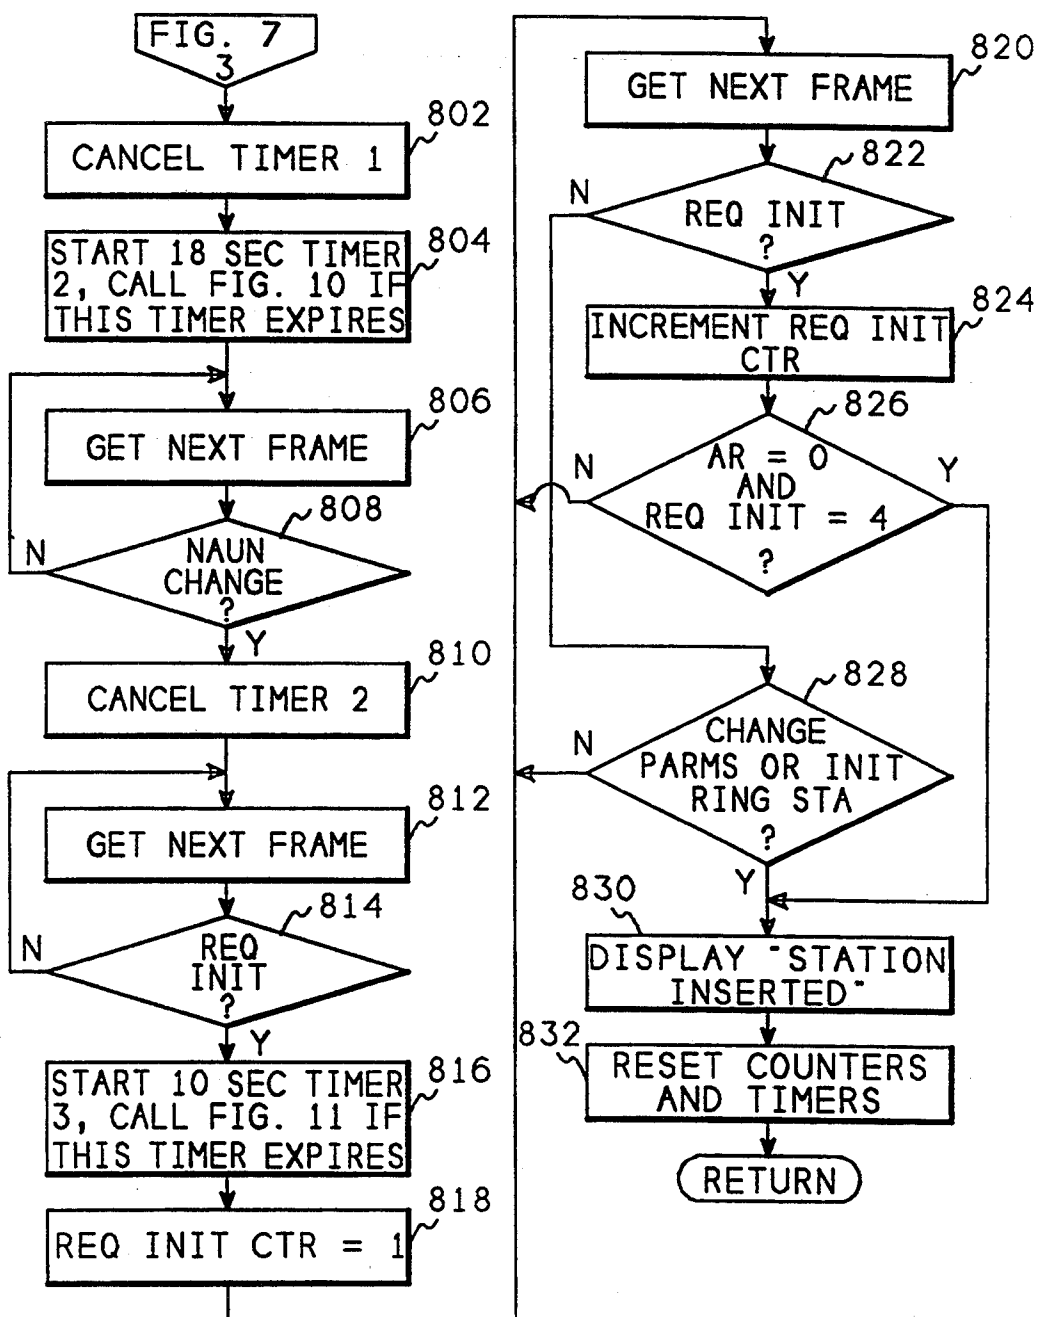 FIG. 7
3
802
CANCEL TIMER 1
804
START 18 SEC TIMER
2, CALL FIG. 10 IF
THIS TIMER EXPIRES
806
GET NEXT FRAME
808
N
NAUN
CHANGE
?
Y
810
CANCEL TIMER 2
812
GET NEXT FRAME
814
N
REQ
INIT
?
Y
816
START 10 SEC TIMER
3, CALL FIG. 11 IF
THIS TIMER EXPIRES
818
REQ INIT CTR = 1
820
GET NEXT FRAME
822
N
REQ INIT
?
Y
824
INCREMENT REQ INIT
CTR
826
N
AR = 0
AND
REQ INIT = 4
?
Y
828
N
CHANGE
PARMS OR INIT
RING STA
?
Y
830
DISPLAY "STATION
INSERTED"
832
RESET COUNTERS
AND TIMERS
RETURN